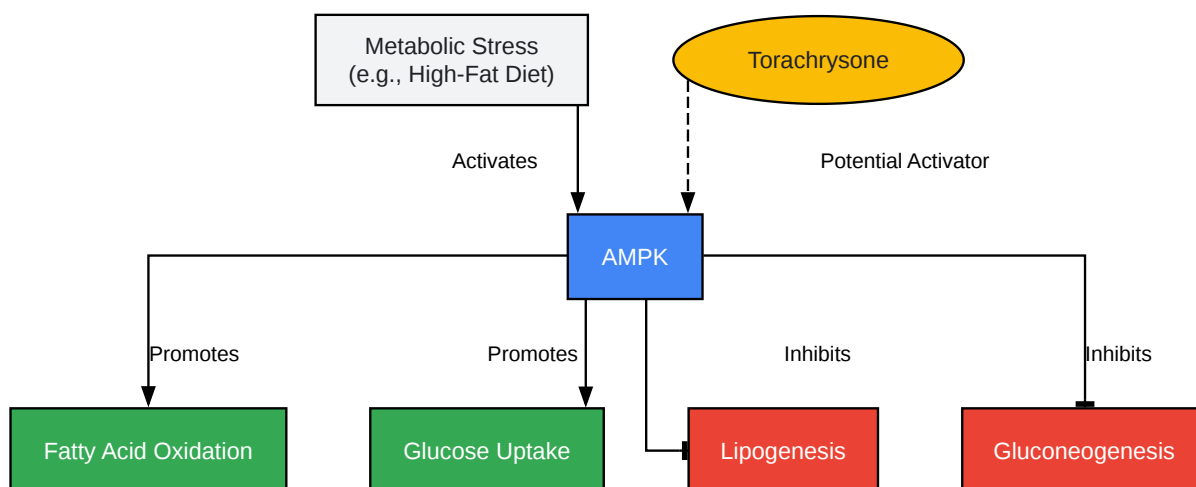 Metabolic Stress
(e.g., High-Fat Diet)
Torachrysone
Activates
Potential Activator
AMPK
Promotes
Promotes
Inhibits
Inhibits
Fatty Acid Oxidation
Glucose Uptake
Lipogenesis
Gluconeogenesis